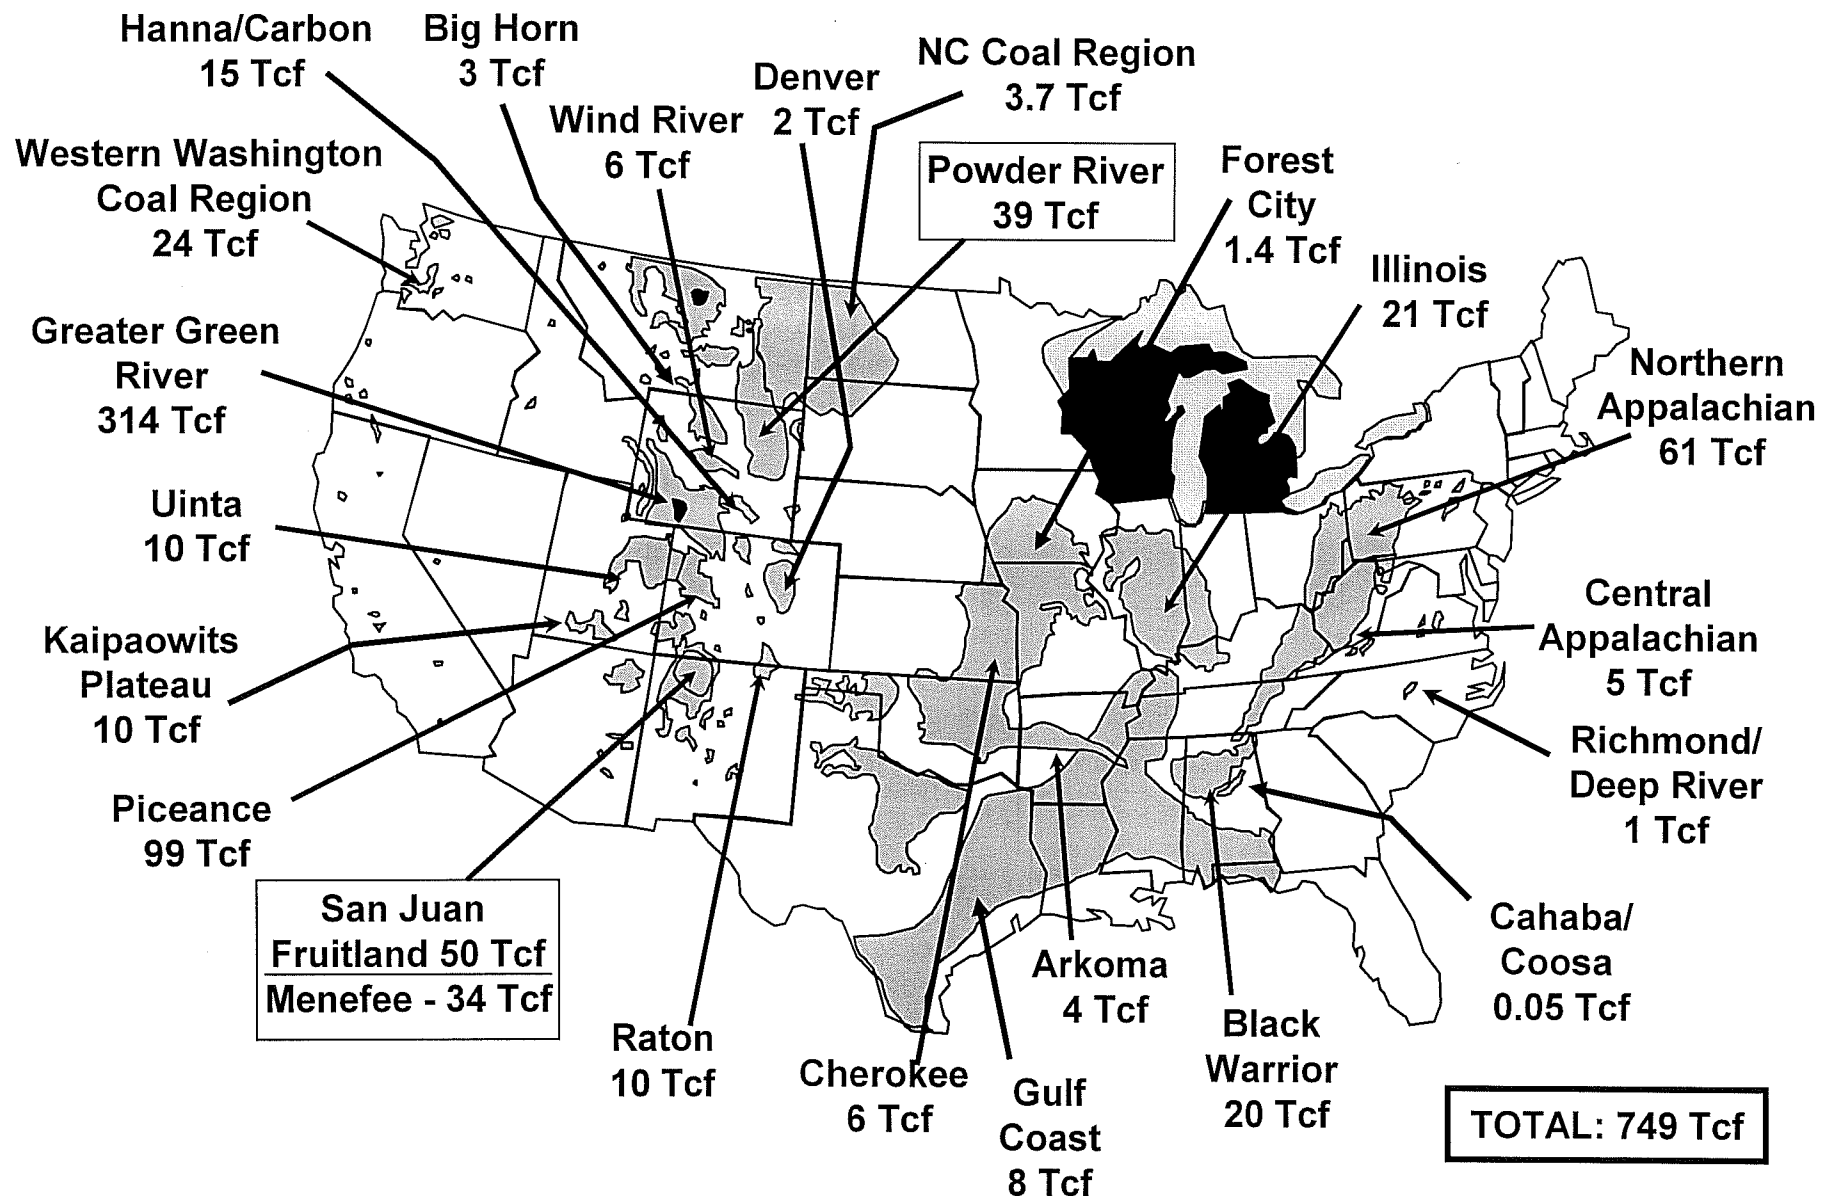 Hanna/Carbon
15 Tcf
Big Horn
3 Tcf
Wind River
6 Tcf
Denver
2 Tcf
NC Coal Region
3.7 Tcf
Western Washington
Coal Region
24 Tcf
Powder River
39 Tcf
Forest
City
1.4 Tcf
Illinois
21 Tcf
Greater Green
River
314 Tcf
Northern
Appalachian
61 Tcf
Uinta
10 Tcf
Central
Appalachian
5 Tcf
Kaipaowits
Plateau
10 Tcf
Richmond/
Deep River
1 Tcf
Piceance
99 Tcf
San Juan
Fruitland 50 Tcf
Menefee - 34 Tcf
Cahaba/
Coosa
0.05 Tcf
Arkoma
4 Tcf
Raton
10 Tcf
Cherokee
6 Tcf
Gulf
Coast
8 Tcf
Black
Warrior
20 Tcf
TOTAL: 749 Tcf